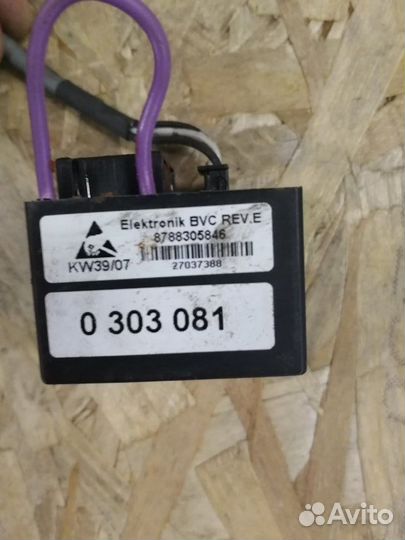 Elektronik BVC REV.E
8788305846
KW39/07
27037388
0 303 081
Avito